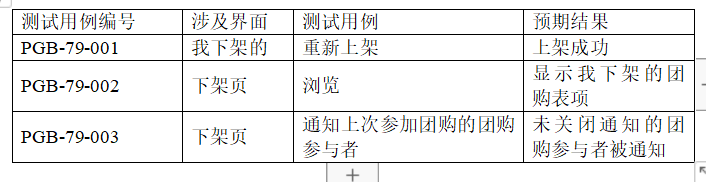 测试用例编号 涉及界面 测试用例 预期结果
PGB-79-001 我下架的 重新上架 上架成功
PGB-79-002 下架页 浏览 显示我下架的团
购表项
PGB-79-003 下架页 通知上次参加团购的团购
参与者 未关闭通知的团
购参与者被通知